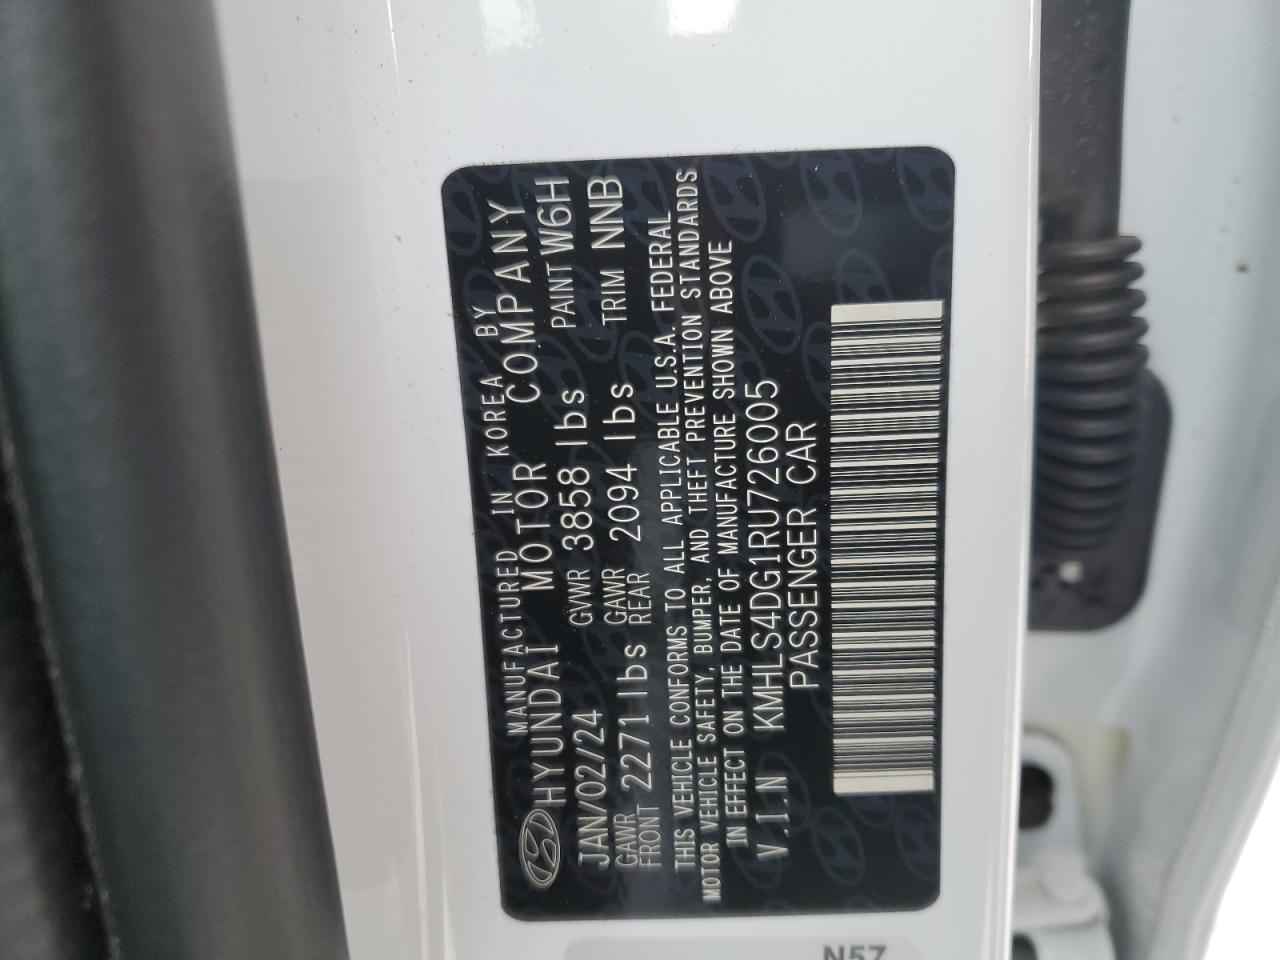 MANUFACTURED IN KOREA BY
HYUNDAI MOTOR COMPANY
JAN/02/24 GVWR 3858 lbs PAINT W6H
GAWR FRONT 2271 lbs GAWR REAR 2094 lbs TRIM NNB
THIS VEHICLE CONFORMS TO ALL APPLICABLE U.S.A. FEDERAL
MOTOR VEHICLE SAFETY, BUMPER, AND THEFT PREVENTION STANDARDS
IN EFFECT ON THE DATE OF MANUFACTURE SHOWN ABOVE
V.I.N KMHLS4DG1RU726005
PASSENGER CAR
N57